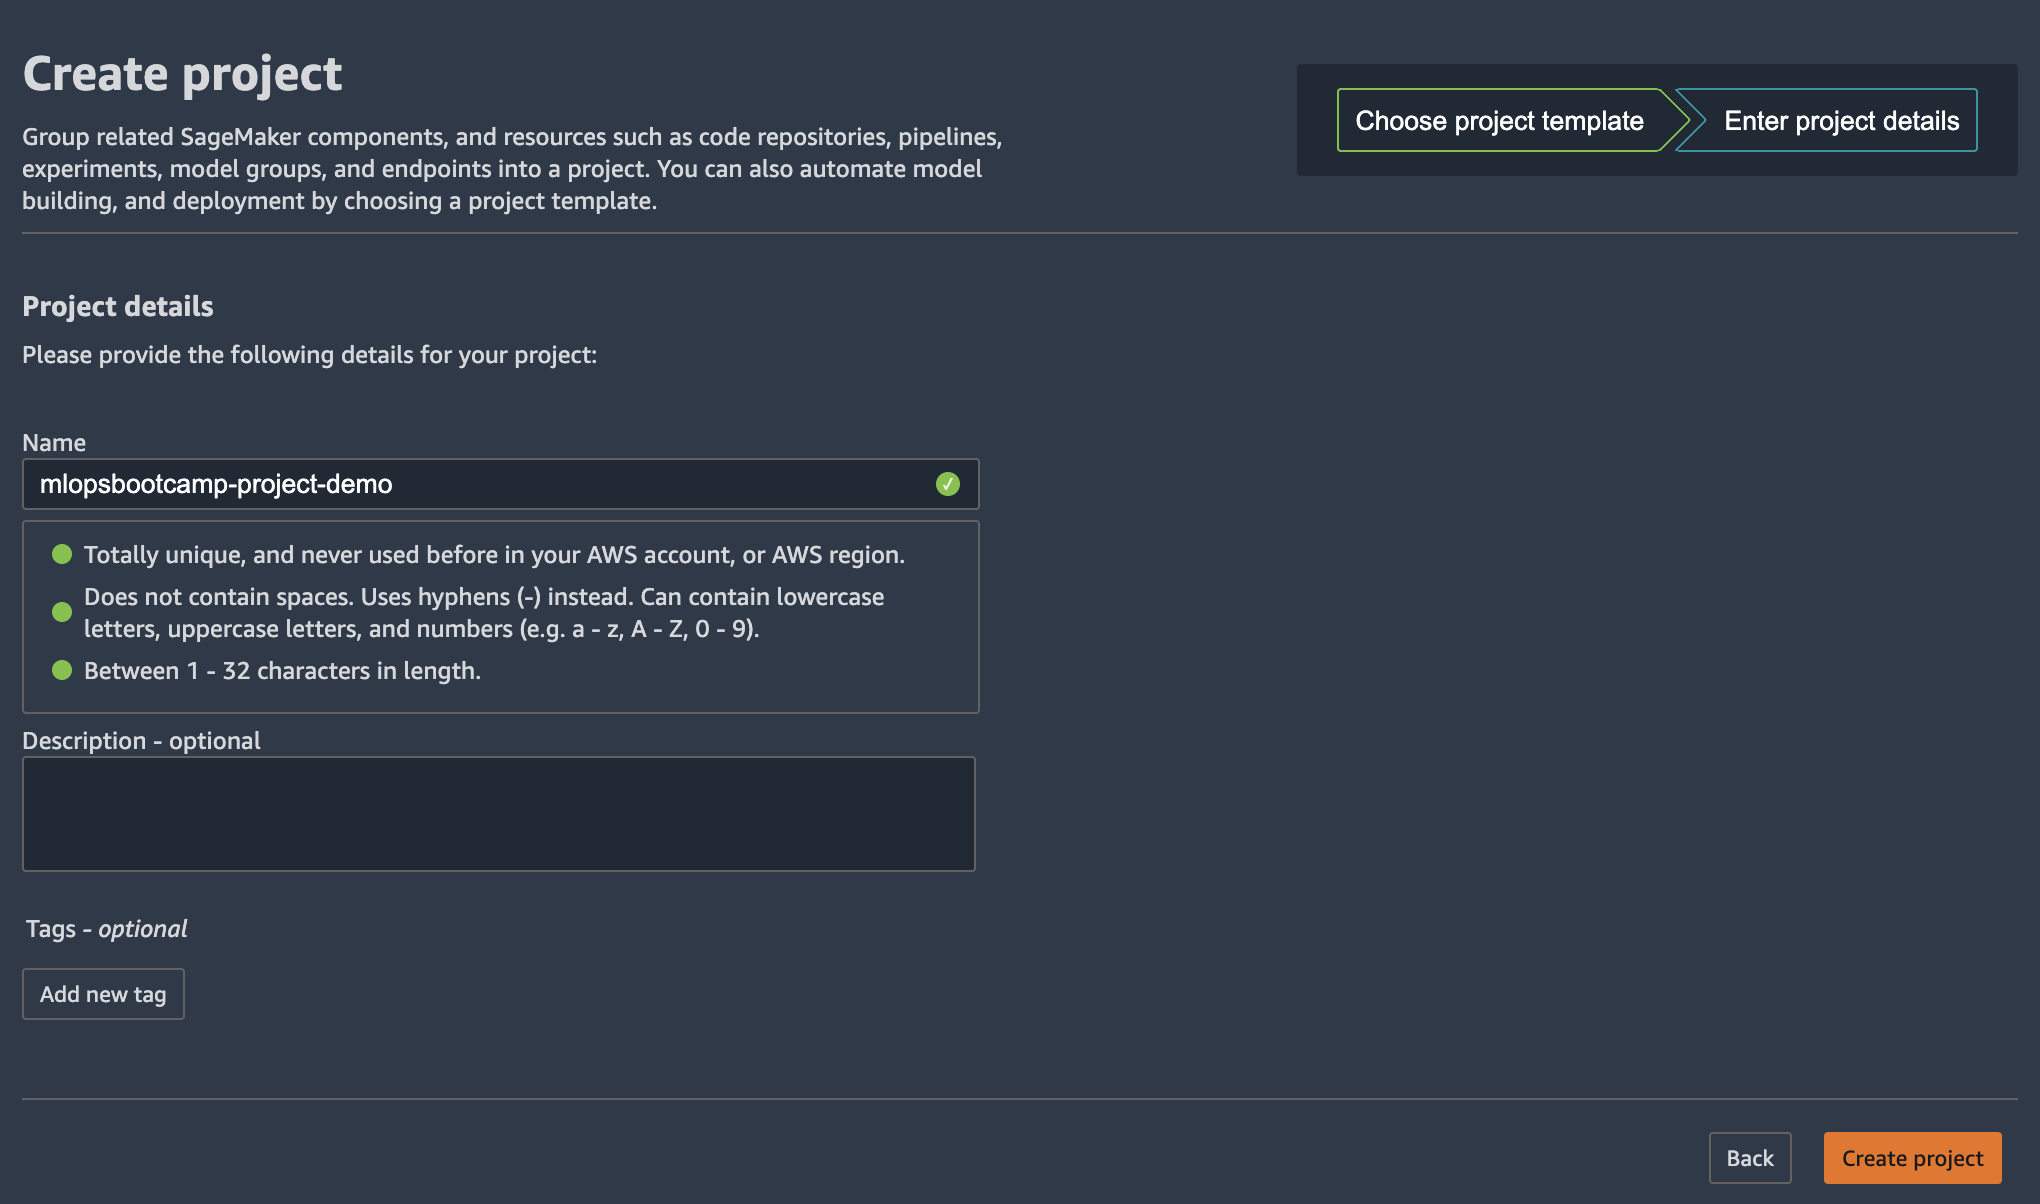 Create project
Group related SageMaker components, and resources such as code repositories, pipelines,
experiments, model groups, and endpoints into a project. You can also automate model
building, and deployment by choosing a project template.
Choose project template
Enter project details
Project details
Please provide the following details for your project:
Name
mlopsbootcamp-project-demo
Totally unique, and never used before in your AWS account, or AWS region.
Does not contain spaces. Uses hyphens (-) instead. Can contain lowercase
letters, uppercase letters, and numbers (e.g. a - z, A - Z, 0 - 9).
Between 1 - 32 characters in length.
Description - optional
Tags - optional
Add new tag
Back
Create project